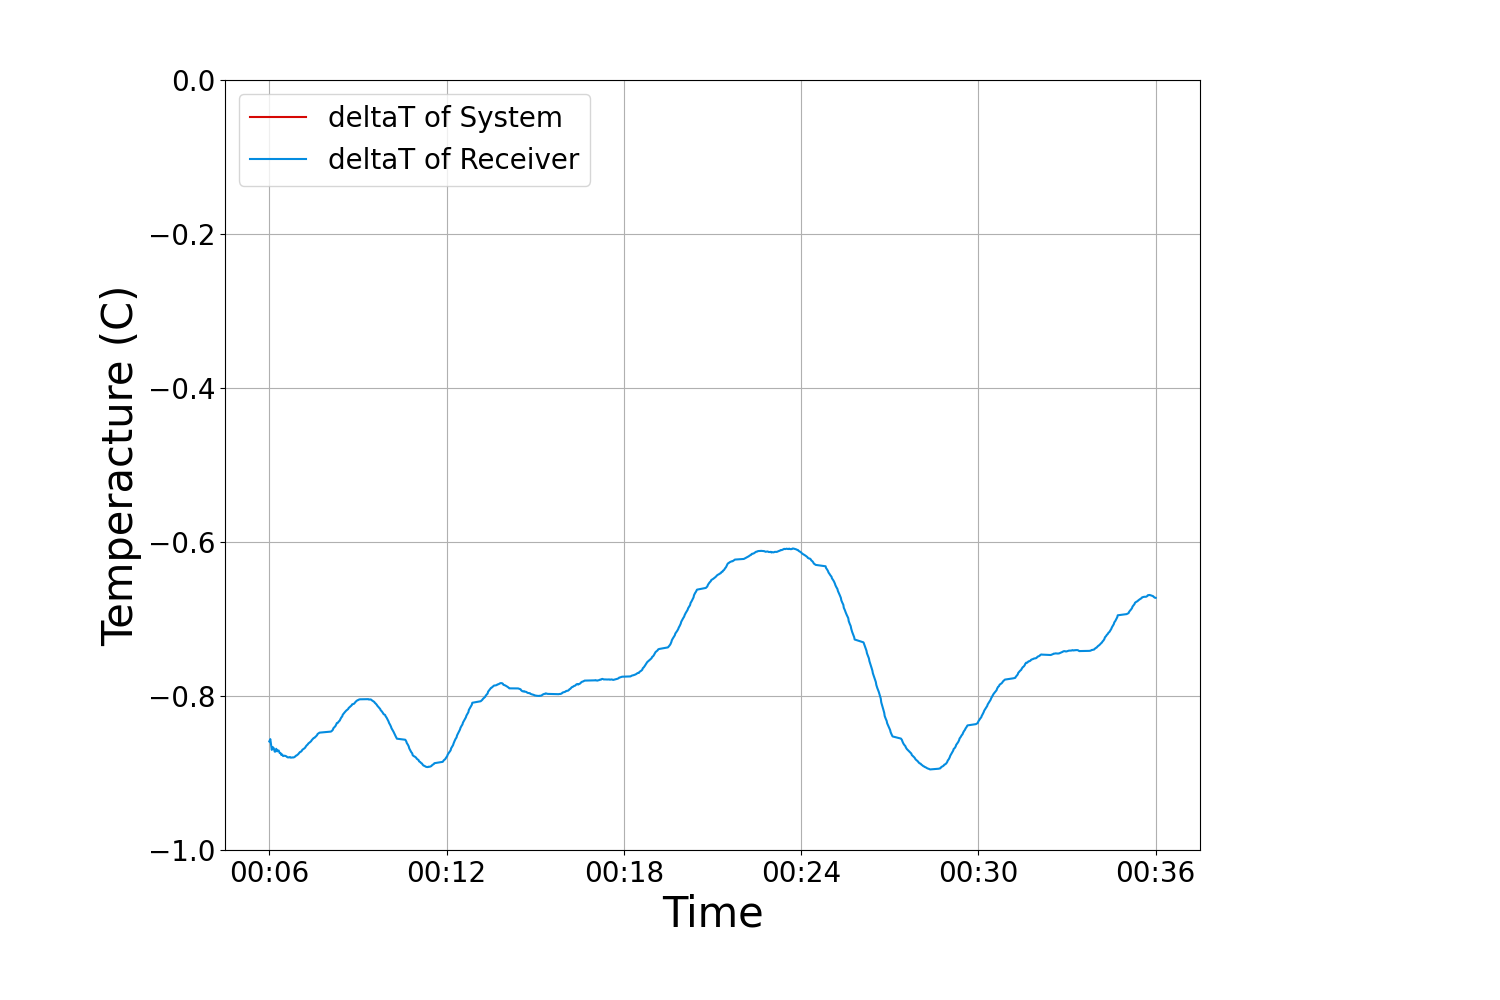 0.0
deltaT of System
deltaT of Receiver
−0.2
−0.4
−0.6
−0.8
−1.0
Temperacture (C)
00:06 00:12 00:18 00:24 00:30 00:36
Time